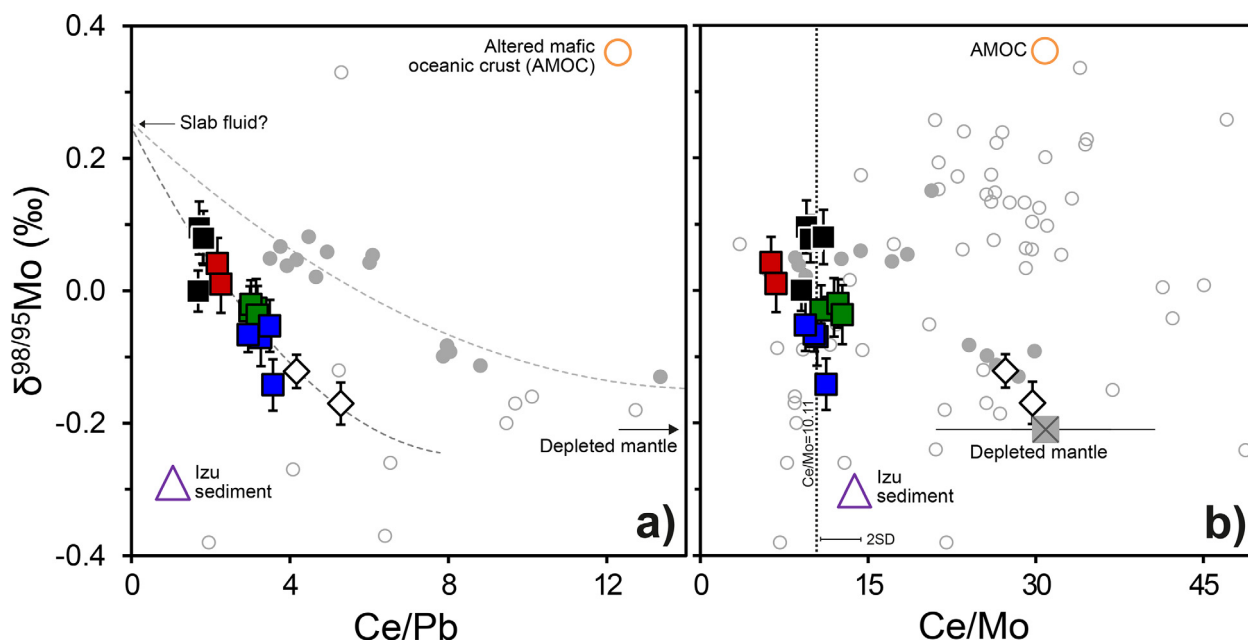 0.4
0.2
0.0
-0.2
-0.4
δ98/95Mo (‰)
Altered mafic
oceanic crust (AMOC)
Slab fluid?
Depleted mantle
Izu
sediment
a)
0
4
8
12
Ce/Pb
AMOC
Ce/Mo=10.11
Depleted mantle
Izu
sediment
2SD
b)
0
15
30
45
Ce/Mo